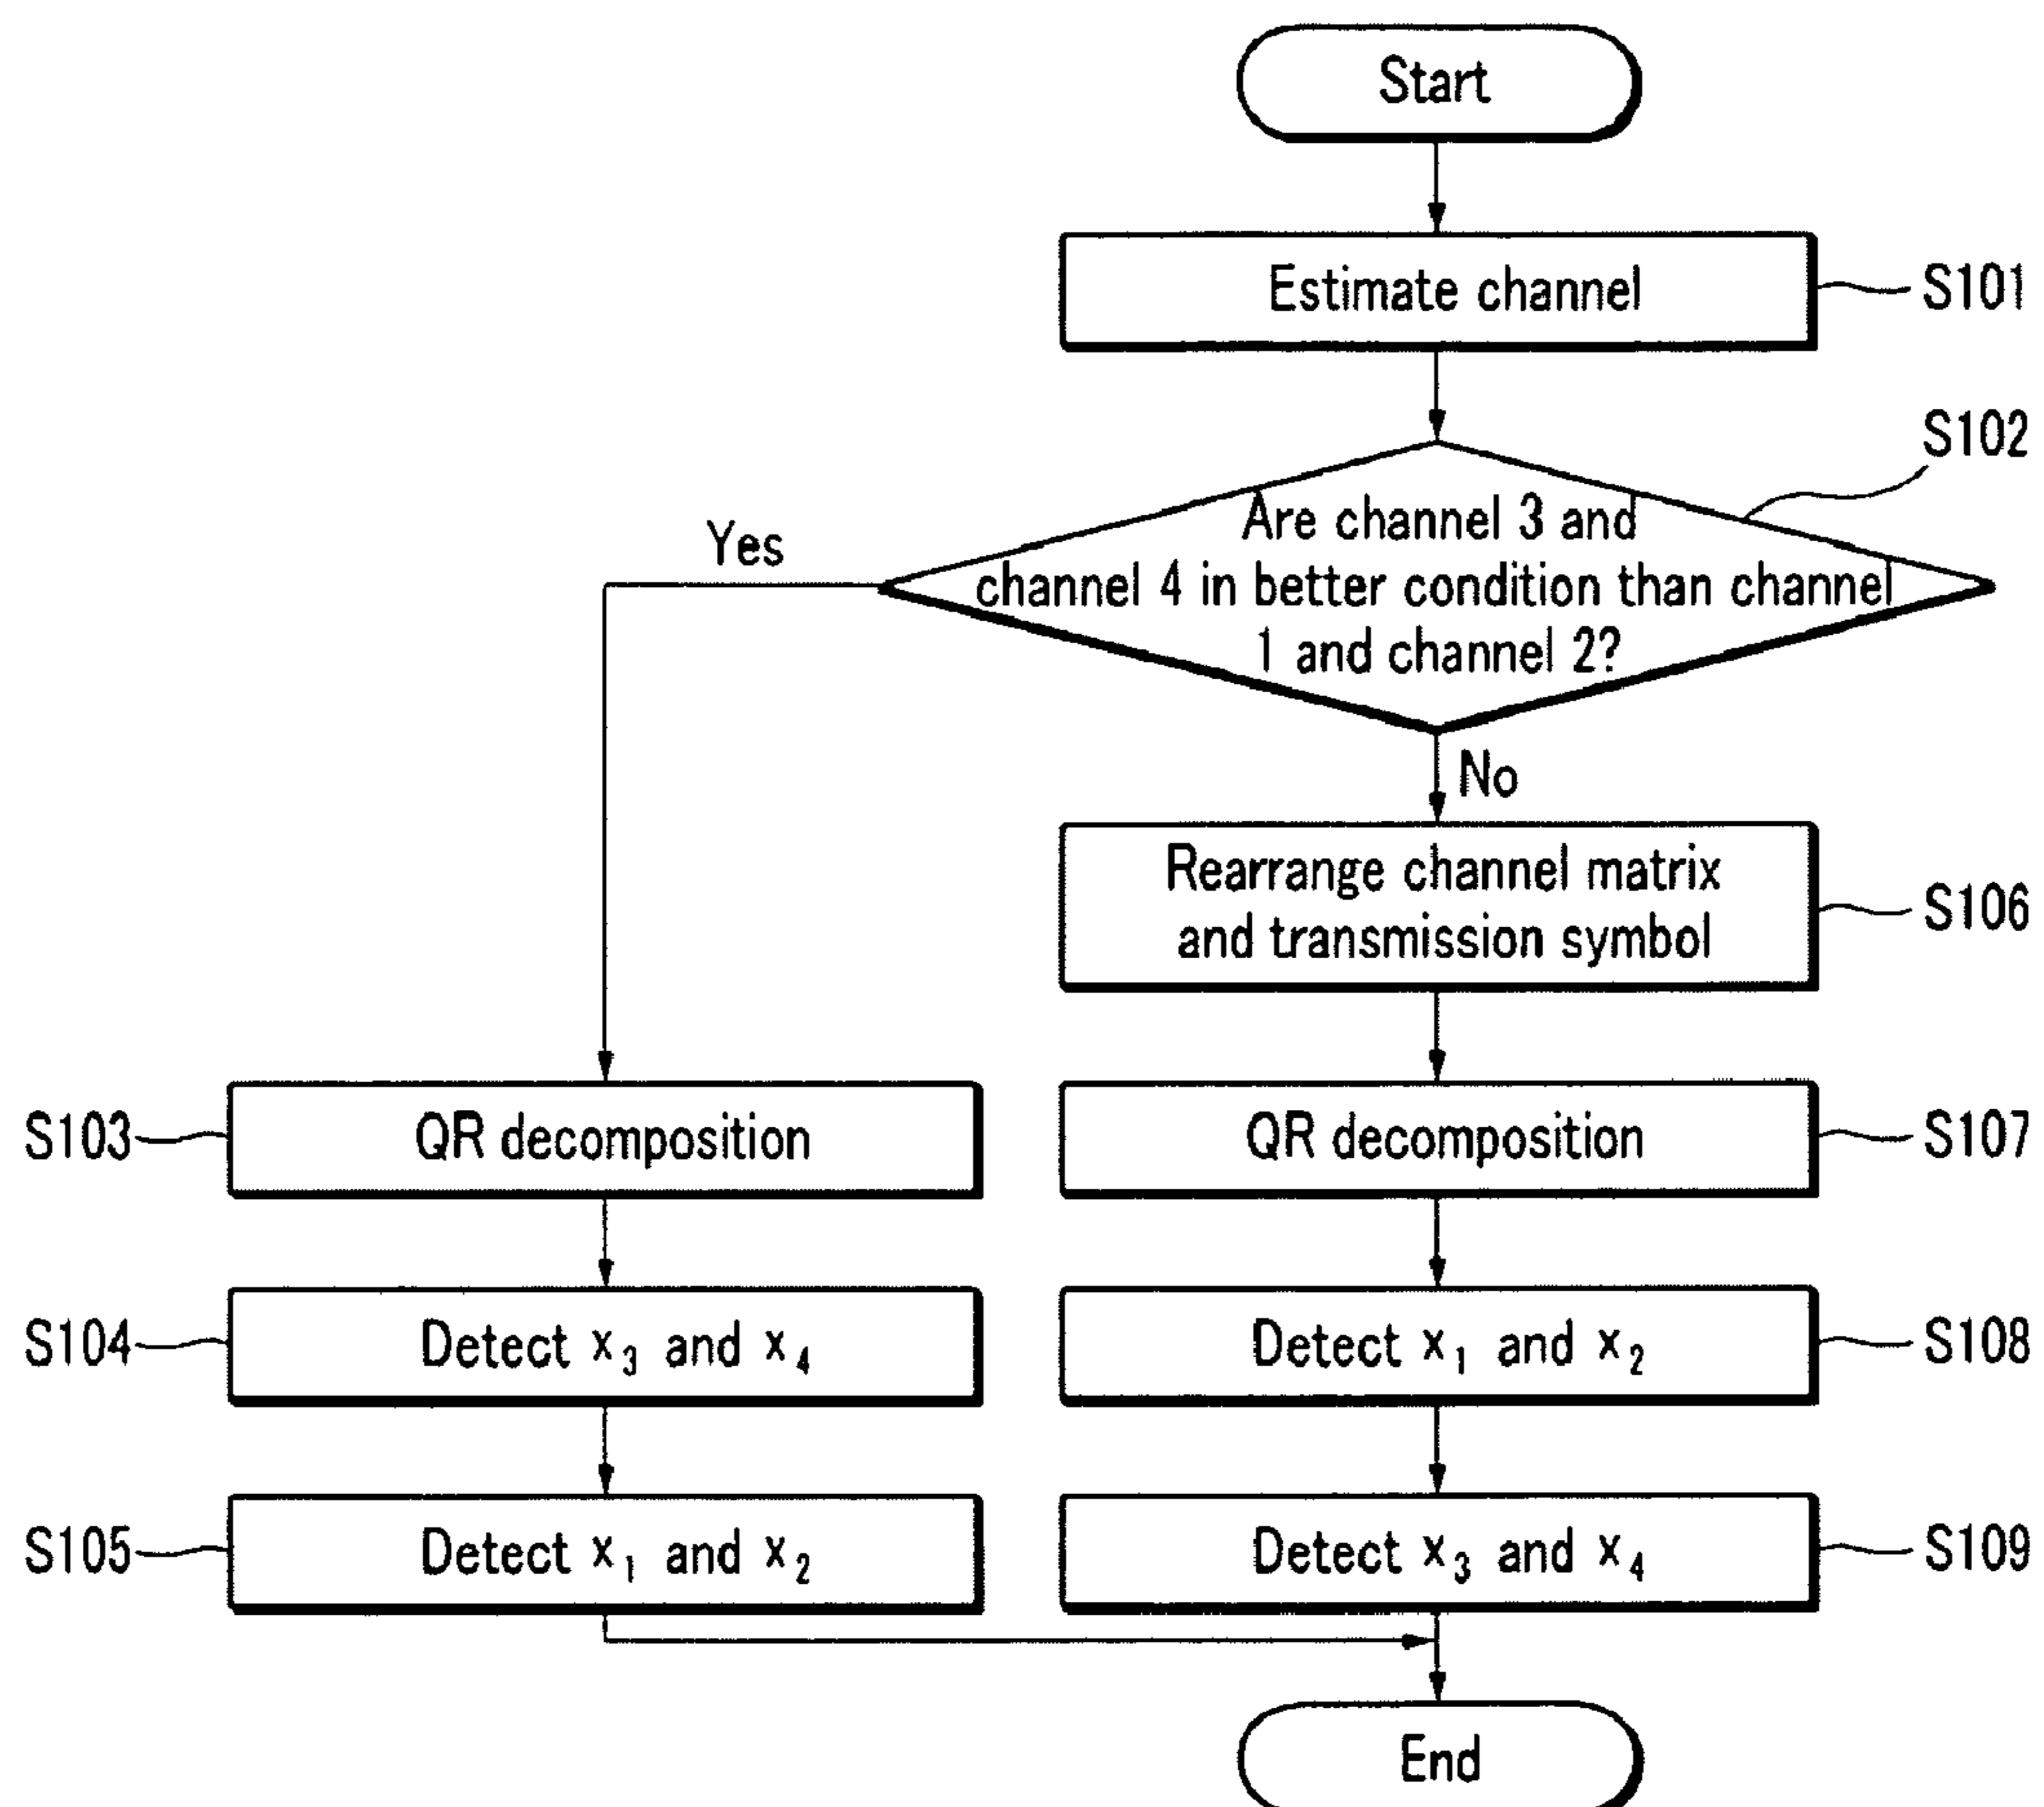 Start
Estimate channel
S101
S102
Are channel 3 and
channel 4 in better condition than channel
1 and channel 2?
Yes
No
Rearrange channel matrix
and transmission symbol
S106
S103
QR decomposition
QR decomposition
S107
S104
Detect x₃ and x₄
Detect x₁ and x₂
S108
S105
Detect x₁ and x₂
Detect x₃ and x₄
S109
End